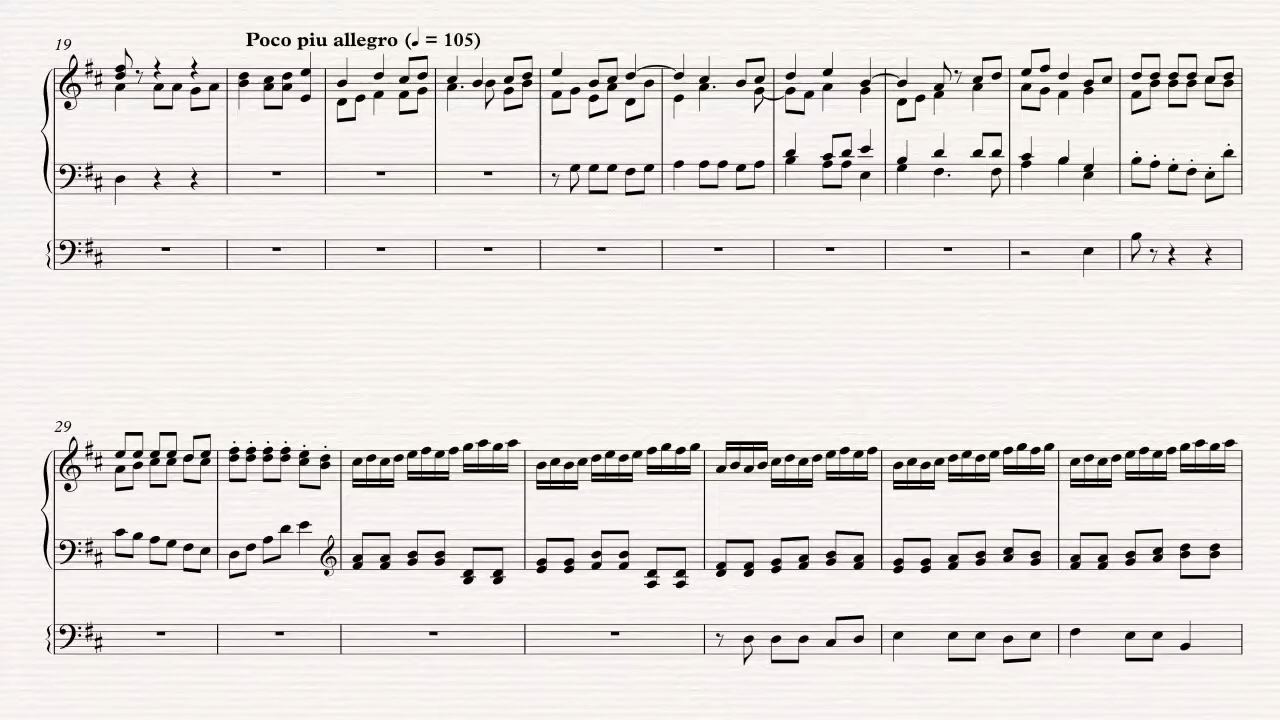 19
Poco piu allegro (♩ = 105)
29